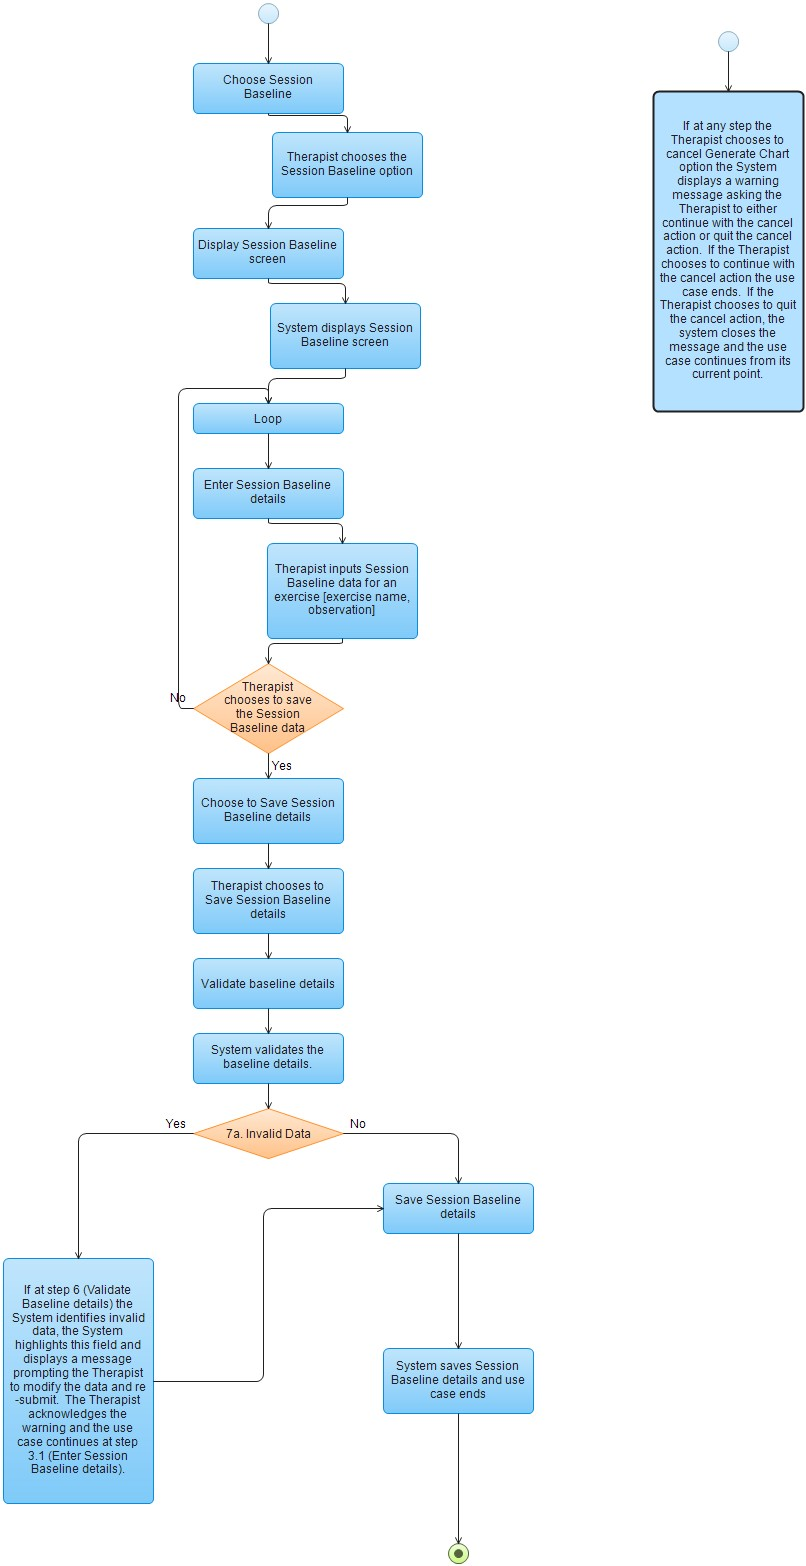 Choose Session
Baseline
Therapist chooses the
Session Baseline option
Display Session Baseline
screen
System displays Session
Baseline screen
Loop
Enter Session Baseline
details
Therapist inputs Session
Baseline data for an
exercise [exercise name,
observation]
Therapist
chooses to save
the Session
Baseline data
No
Yes
Choose to Save Session
Baseline details
Therapist chooses to
Save Session Baseline
details
Validate baseline details
System validates the
baseline details.
7a. Invalid Data
Yes
No
Save Session Baseline
details
If at step 6 (Validate
Baseline details) the
System identifies invalid
data, the System
highlights this field and
displays a message
prompting the Therapist
to modify the data and re
-submit.  The Therapist
acknowledges the
warning and the use
case continues at step
3.1 (Enter Session
Baseline details).
System saves Session
Baseline details and use
case ends
If at any step the
Therapist chooses to
cancel Generate Chart
option the System
displays a warning
message asking the
Therapist to either
continue with the cancel
action or quit the cancel
action.  If the Therapist
chooses to continue with
the cancel action the use
case ends.  If the
Therapist chooses to quit
the cancel action, the
system closes the
message and the use
case continues from its
current point.